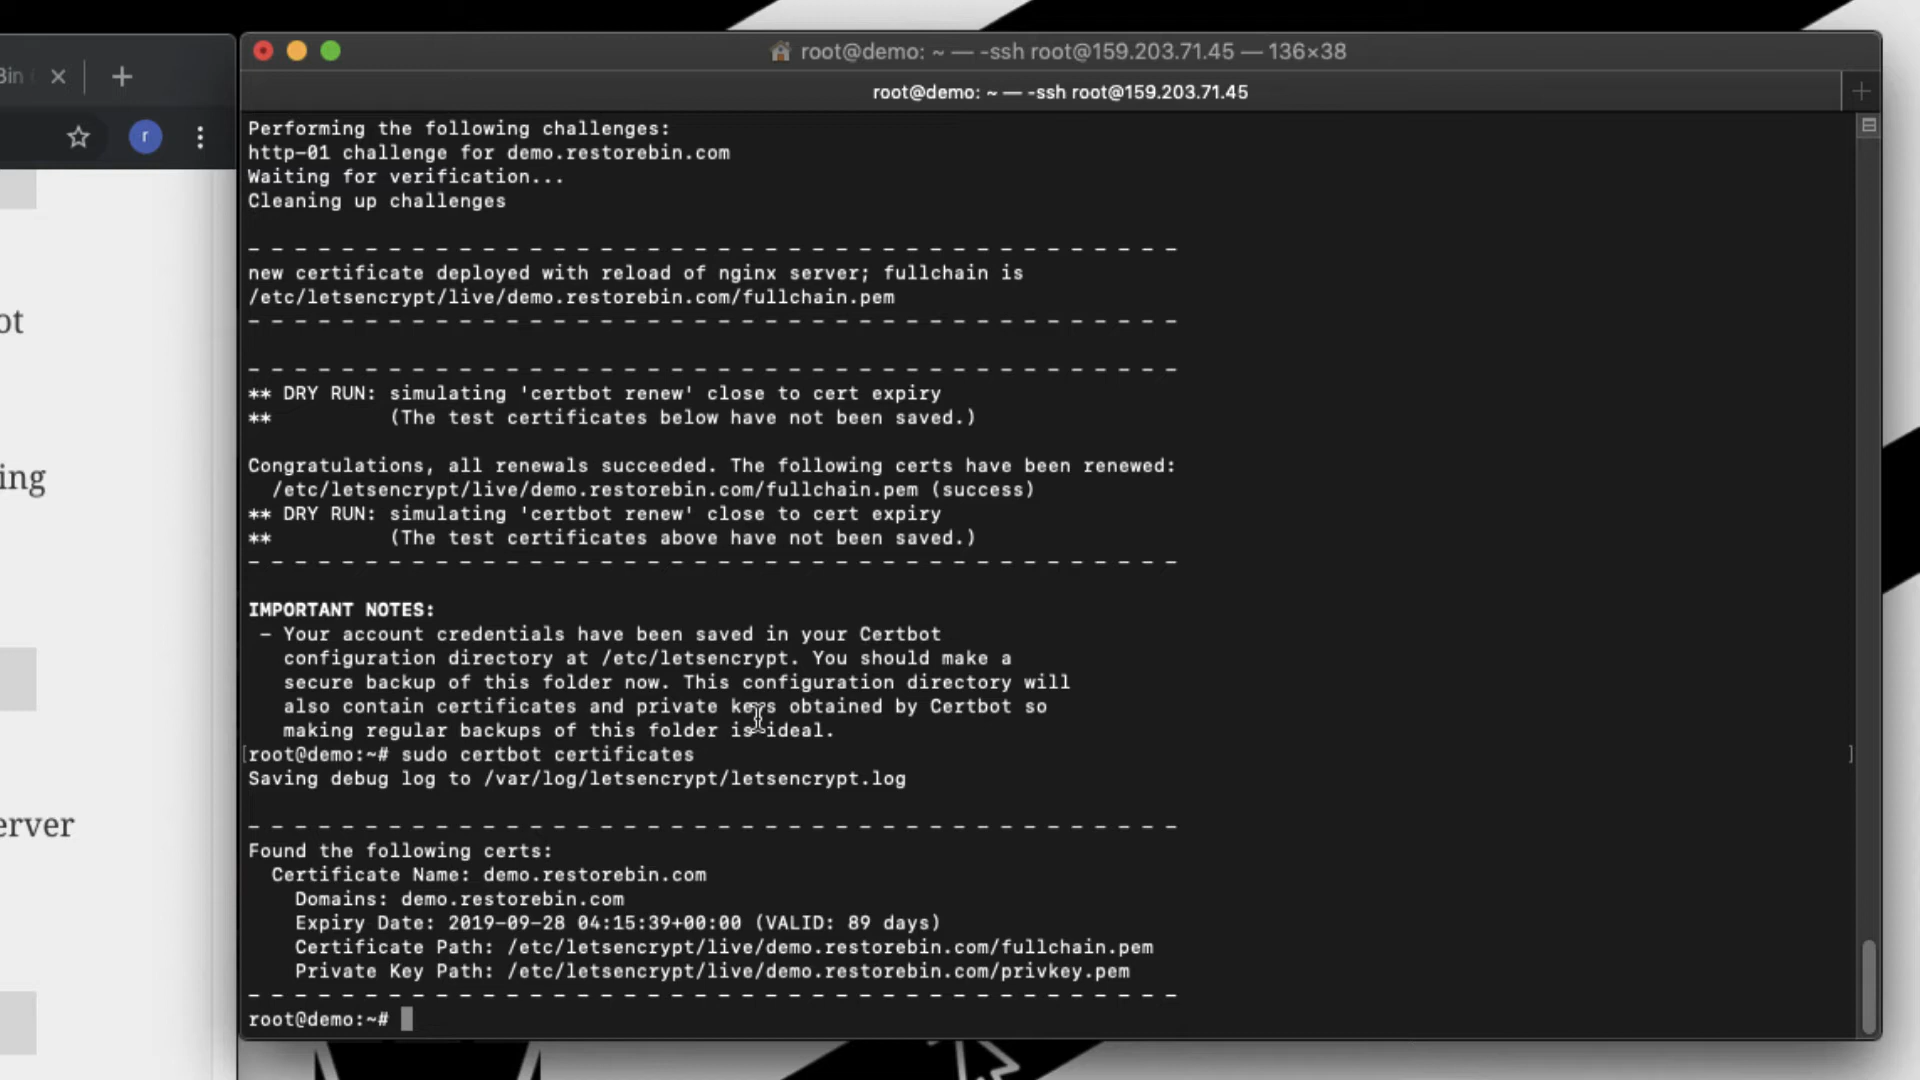 Bin
r
ot
ing
erver
root@demo: ~ — -ssh root@159.203.71.45 — 136×38
root@demo: ~ — -ssh root@159.203.71.45
Performing the following challenges:
http-01 challenge for demo.restorebin.com
Waiting for verification...
Cleaning up challenges
- - - - - - - - - - - - - - - - - - - - - - - - - - - - - - - - - - - - - - - -
new certificate deployed with reload of nginx server; fullchain is
/etc/letsencrypt/live/demo.restorebin.com/fullchain.pem
- - - - - - - - - - - - - - - - - - - - - - - - - - - - - - - - - - - - - - - -
- - - - - - - - - - - - - - - - - - - - - - - - - - - - - - - - - - - - - - - -
** DRY RUN: simulating 'certbot renew' close to cert expiry
**          (The test certificates below have not been saved.)
Congratulations, all renewals succeeded. The following certs have been renewed:
/etc/letsencrypt/live/demo.restorebin.com/fullchain.pem (success)
** DRY RUN: simulating 'certbot renew' close to cert expiry
**          (The test certificates above have not been saved.)
- - - - - - - - - - - - - - - - - - - - - - - - - - - - - - - - - - - - - - - -
IMPORTANT NOTES:
- Your account credentials have been saved in your Certbot
configuration directory at /etc/letsencrypt. You should make a
secure backup of this folder now. This configuration directory will
also contain certificates and private keys obtained by Certbot so
making regular backups of this folder is ideal.
[root@demo:~# sudo certbot certificates ]
Saving debug log to /var/log/letsencrypt/letsencrypt.log
- - - - - - - - - - - - - - - - - - - - - - - - - - - - - - - - - - - - - - - -
Found the following certs:
Certificate Name: demo.restorebin.com
Domains: demo.restorebin.com
Expiry Date: 2019-09-28 04:15:39+00:00 (VALID: 89 days)
Certificate Path: /etc/letsencrypt/live/demo.restorebin.com/fullchain.pem
Private Key Path: /etc/letsencrypt/live/demo.restorebin.com/privkey.pem
- - - - - - - - - - - - - - - - - - - - - - - - - - - - - - - - - - - - - - - -
root@demo:~#